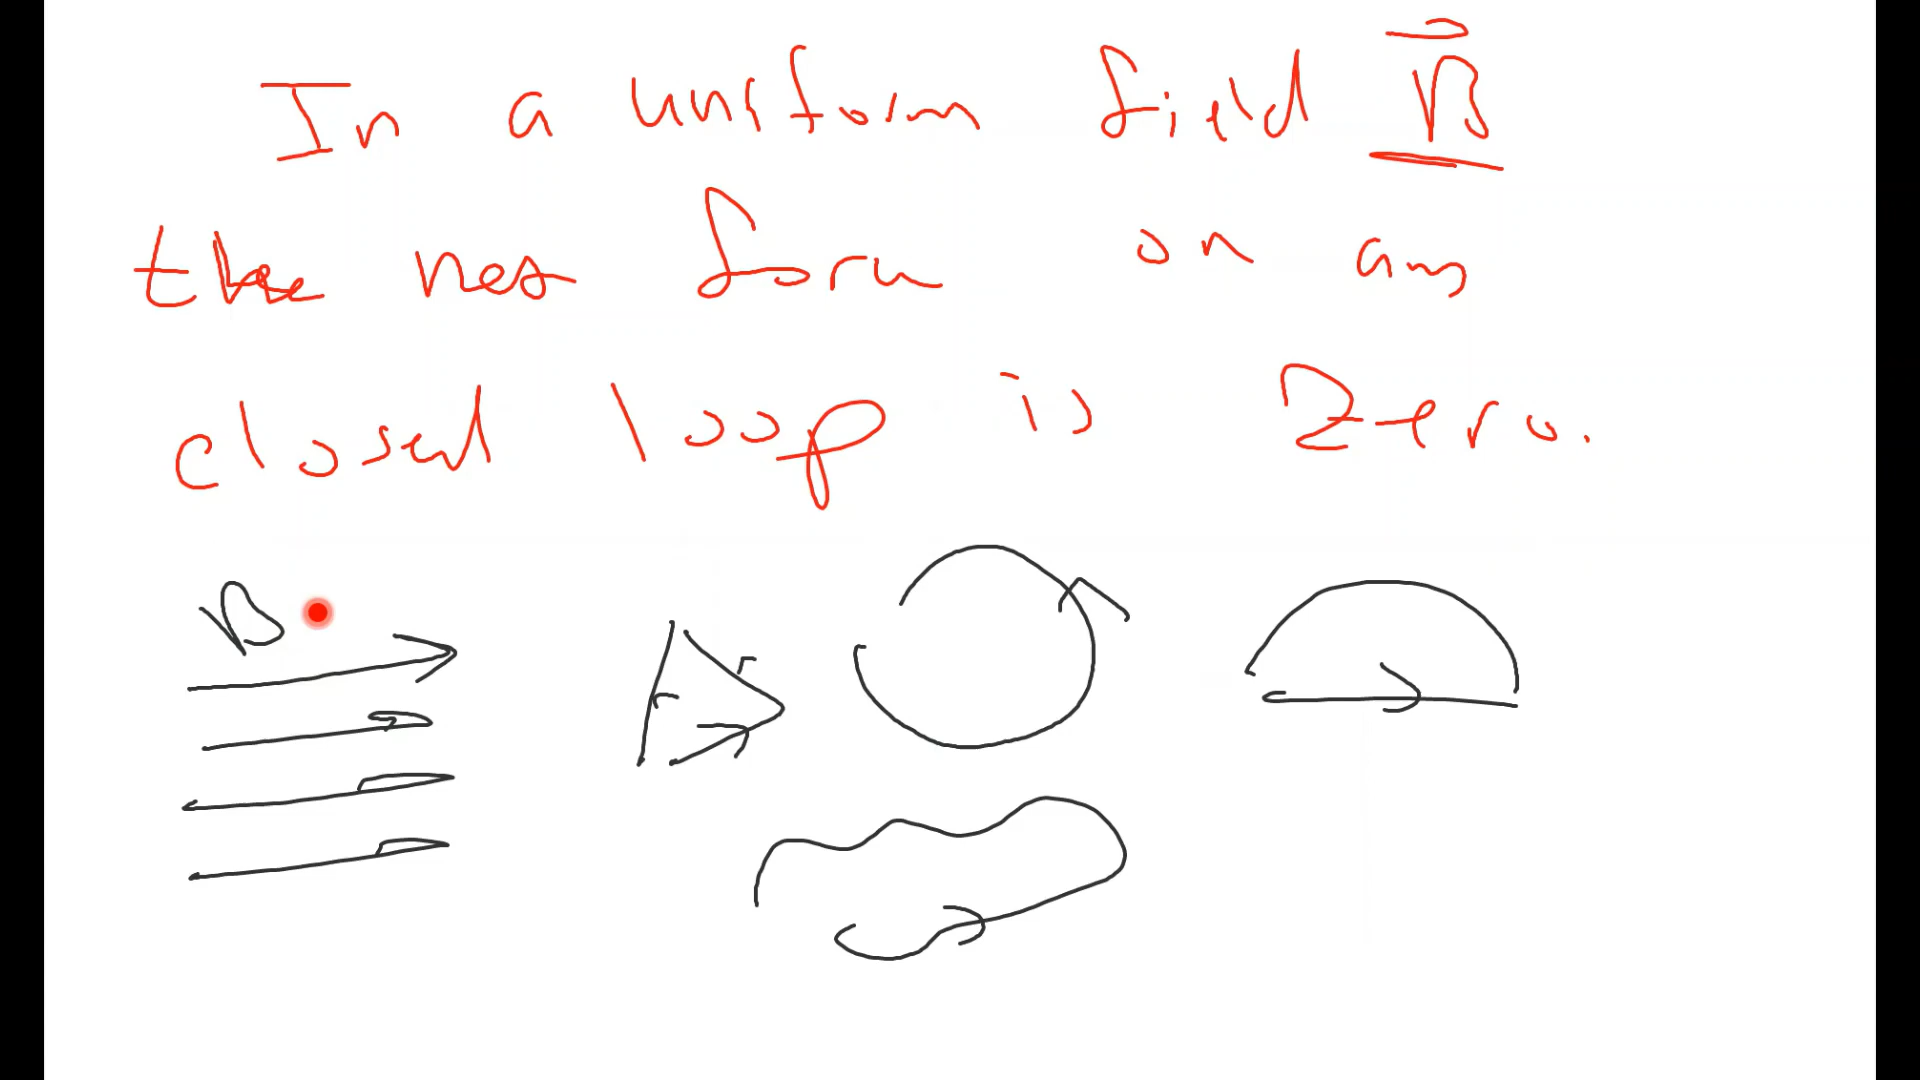 In a uniform field B⃗
the net force on any
closed loop is zero.
B